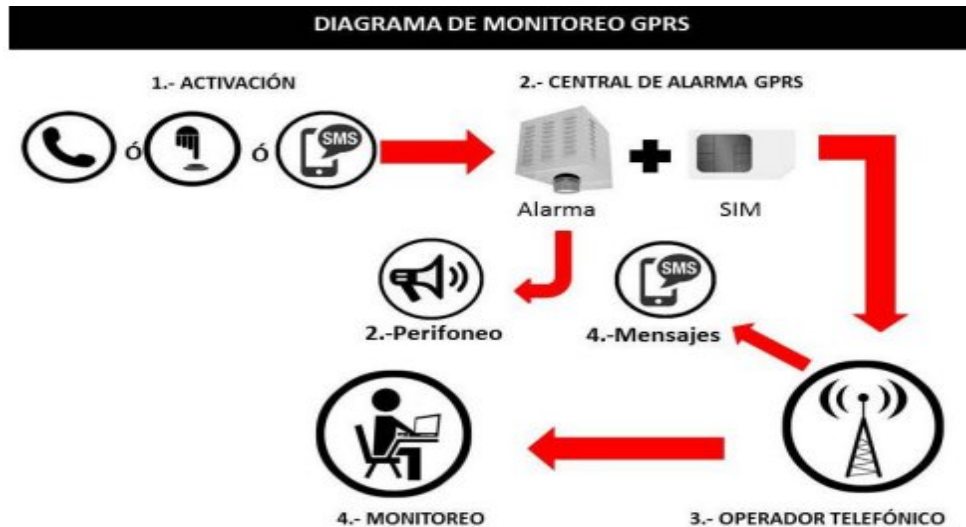 DIAGRAMA DE MONITOREO GPRS
1.- ACTIVACIÓN
2.- CENTRAL DE ALARMA GPRS
ó
ó
SMS
Alarma
SIM
SMS
2.-Perifoneo
4.-Mensajes
4.- MONITOREO
3.- OPERADOR TELEFÓNICO